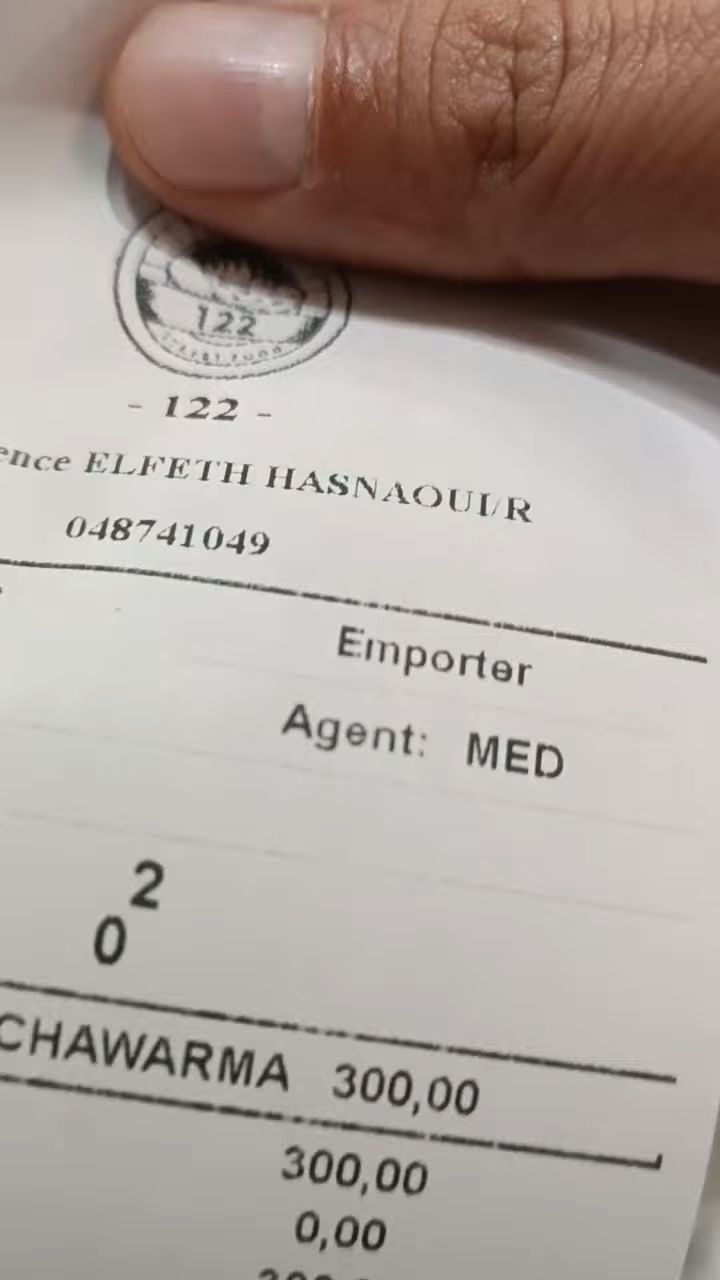 122
- 122 -
ence ELFETH HASNAOUI/R
048741049
Emporter
Agent: MED
2
0
CHAWARMA 300,00
300,00
0,00